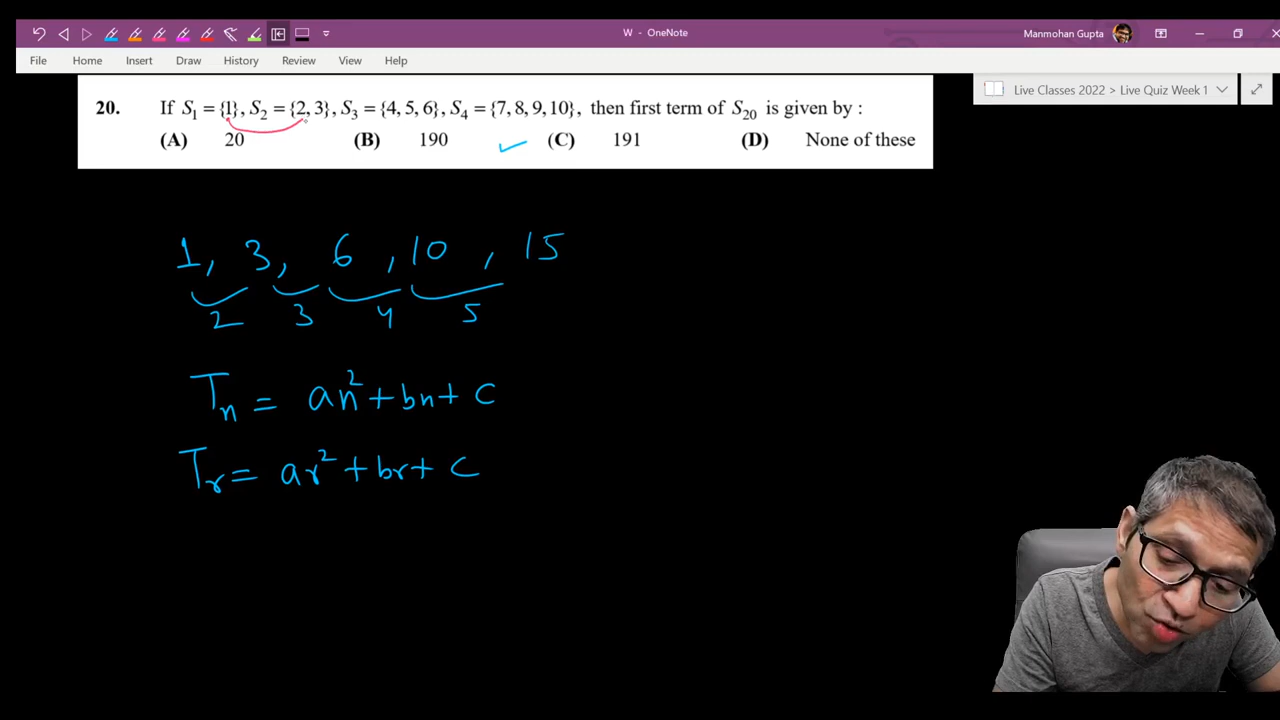 W - OneNote
Manmohan Gupta
File Home Insert Draw History Review View Help
Live Classes 2022 > Live Quiz Week 1
20. If S₁ = {1}, S₂ = {2, 3}, S₃ = {4, 5, 6}, S₄ = {7, 8, 9, 10}, then first term of S₂₀ is given by :
(A) 20 (B) 190 (C) 191 (D) None of these
1, 3, 6, 10, 15
2 3 4 5
Tₙ = an² + bn + c
Tᵣ = ar² + br + c